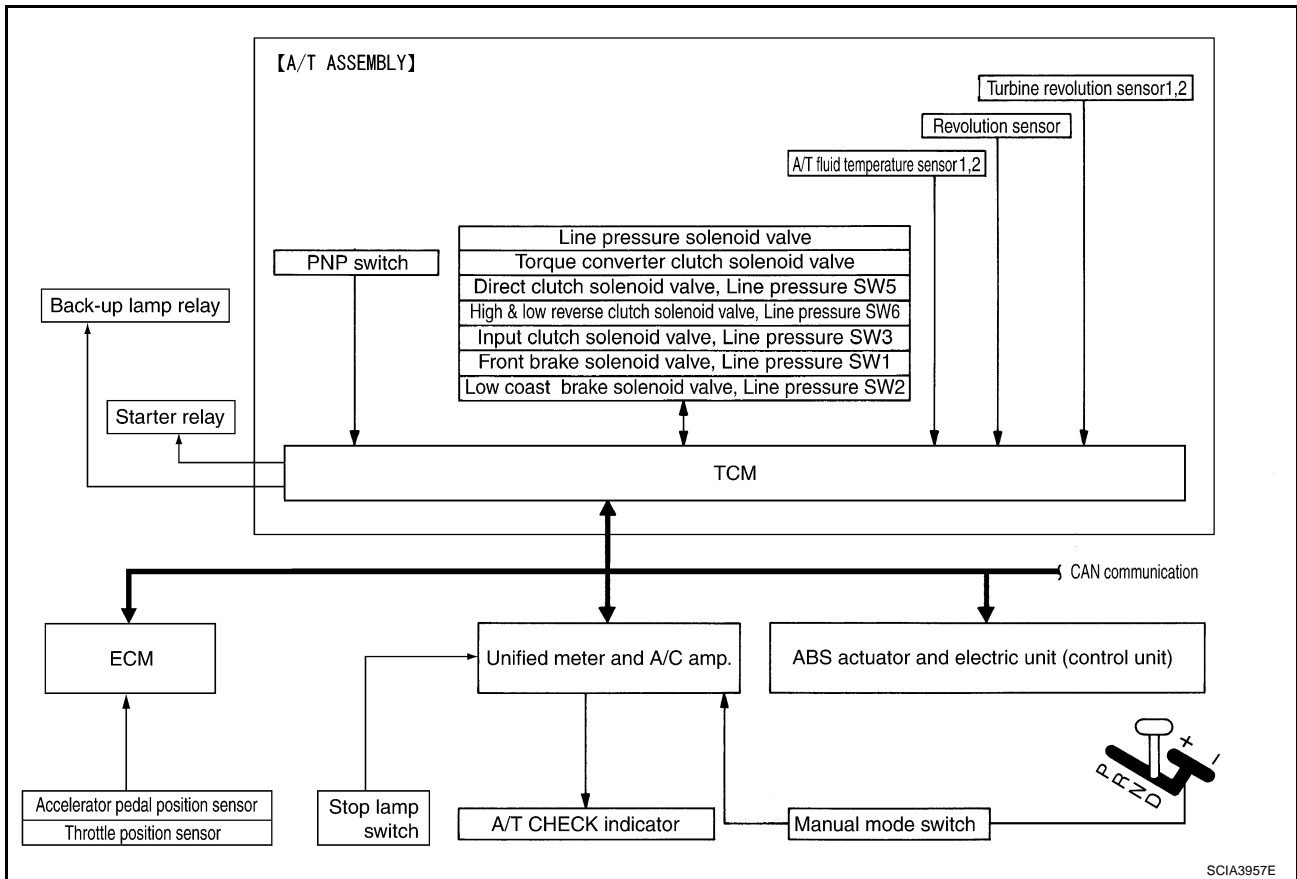 【A/T ASSEMBLY】
Turbine revolution sensor1,2
Revolution sensor
A/T fluid temperature sensor1,2
Line pressure solenoid valve
PNP switch
Torque converter clutch solenoid valve
Direct clutch solenoid valve, Line pressure SW5
Back-up lamp relay
High & low reverse clutch solenoid valve, Line pressure SW6
Input clutch solenoid valve, Line pressure SW3
Front brake solenoid valve, Line pressure SW1
Low coast brake solenoid valve, Line pressure SW2
Starter relay
TCM
CAN communication
ECM
Unified meter and A/C amp.
ABS actuator and electric unit (control unit)
+
−
P R N D
Accelerator pedal position sensor
Throttle position sensor
Stop lamp
switch
A/T CHECK indicator
Manual mode switch
SCIA3957E